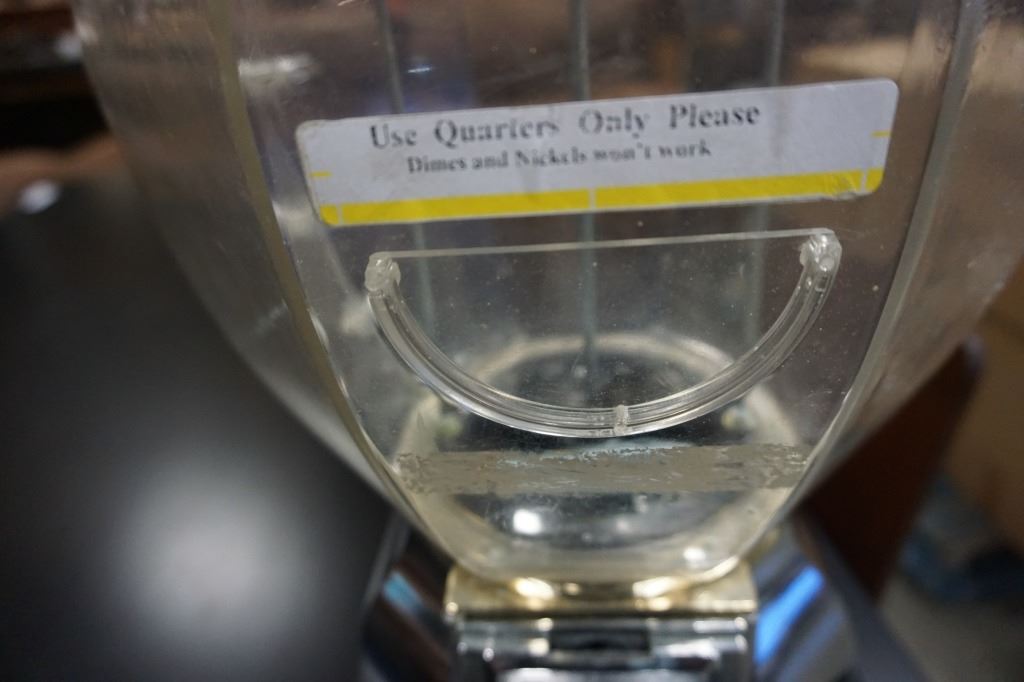 Use Quarters Only Please
Dimes and Nickels won't work